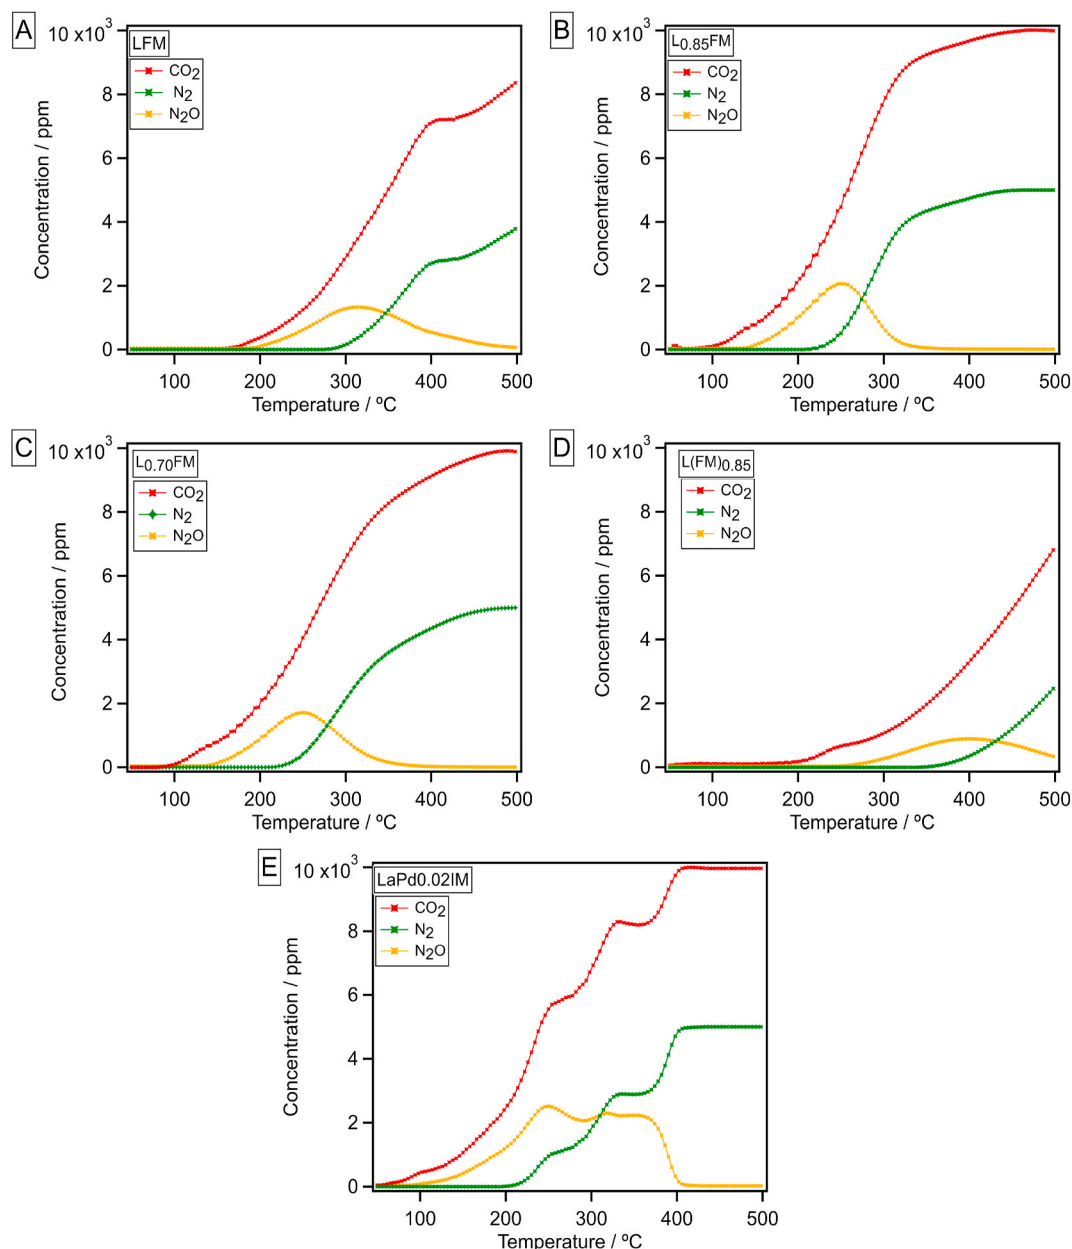 A
10 x10³
8
6
4
2
0
Concentration / ppm
LFM
CO₂
N₂
N₂O
100 200 300 400 500
Temperature / ºC
B
10 x10³
8
6
4
2
0
Concentration / ppm
L₀.₈₅FM
CO₂
N₂
N₂O
100 200 300 400 500
Temperature / ºC
C
10 x10³
8
6
4
2
0
Concentration / ppm
L₀.₇₀FM
CO₂
N₂
N₂O
100 200 300 400 500
Temperature / ºC
D
10 x10³
8
6
4
2
0
Concentration / ppm
L(FM)₀.₈₅
CO₂
N₂
N₂O
100 200 300 400 500
Temperature / ºC
E
10 x10³
8
6
4
2
0
Concentration / ppm
LaPd0.02IM
CO₂
N₂
N₂O
100 200 300 400 500
Temperature / ºC